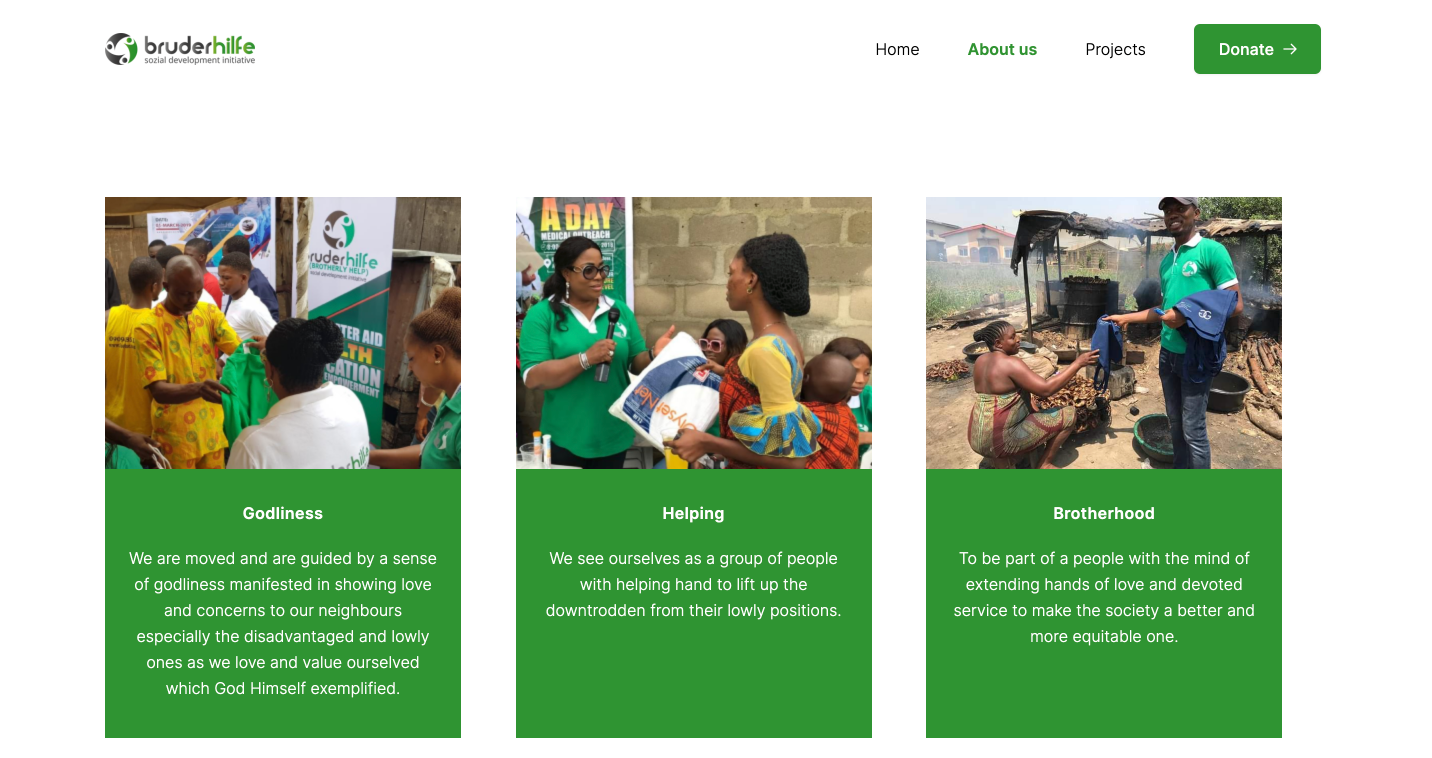 bruderhilfe
sozial development initiative
Home
About us
Projects
Donate →
A DAY
MEDICAL OUTREACH
bruderhilfe
(BROTHERLY HELP)
social development initiative
Godliness
We are moved and are guided by a sense
of godliness manifested in showing love
and concerns to our neighbours
especially the disadvantaged and lowly
ones as we love and value ourselved
which God Himself exemplified.
Helping
We see ourselves as a group of people
with helping hand to lift up the
downtrodden from their lowly positions.
Brotherhood
To be part of a people with the mind of
extending hands of love and devoted
service to make the society a better and
more equitable one.